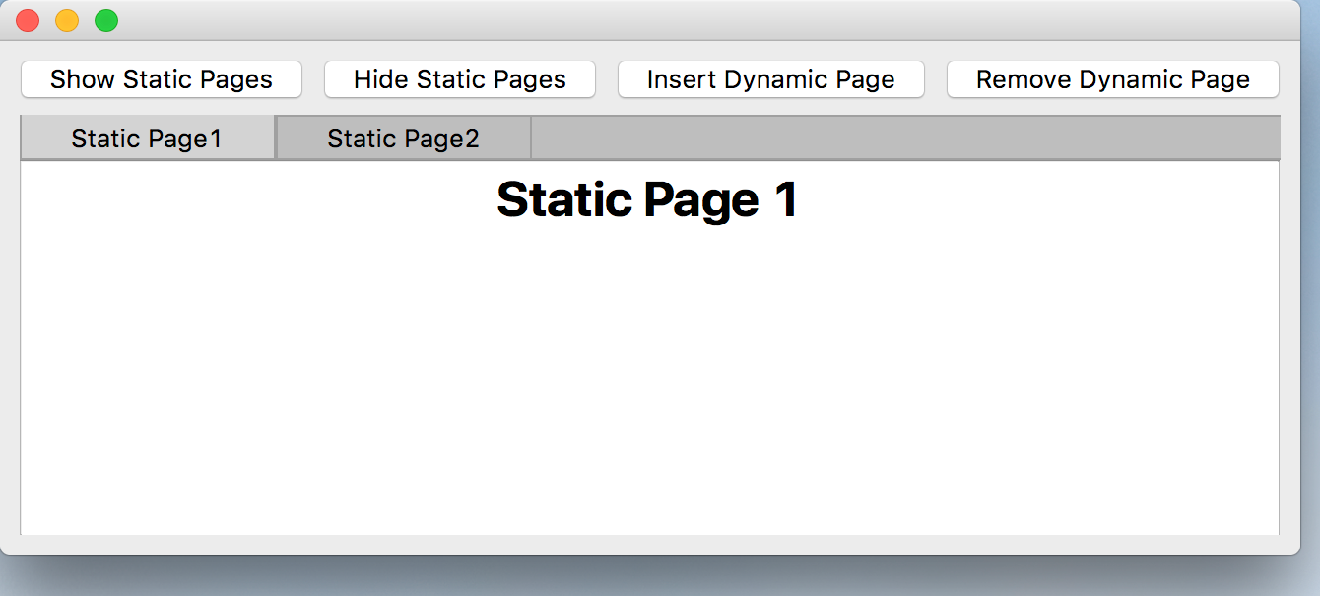 Show Static Pages Hide Static Pages Insert Dynamic Page Remove Dynamic Page
Static Page1 Static Page2
Static Page 1